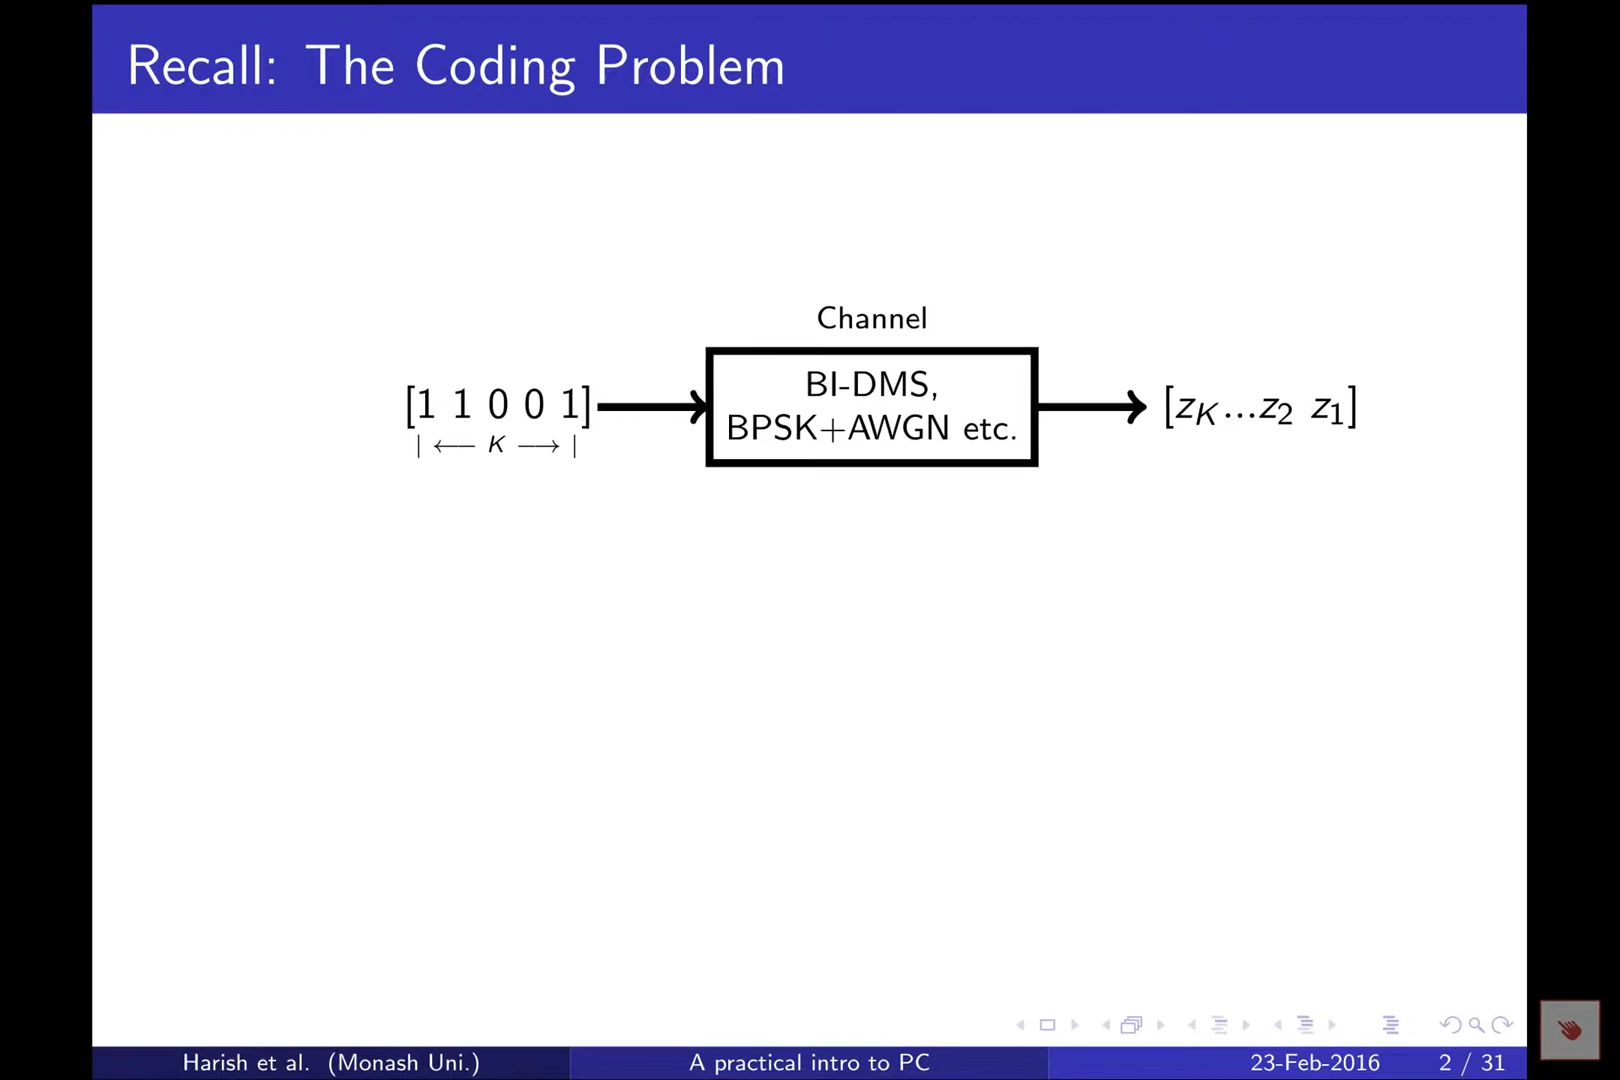 Recall: The Coding Problem
Channel
[1 1 0 0 1]
BI-DMS,
BPSK+AWGN etc.
[z_K...z_2 z_1]
| ⟵ K ⟶ |
Harish et al. (Monash Uni.)
A practical intro to PC
23-Feb-2016
2 / 31